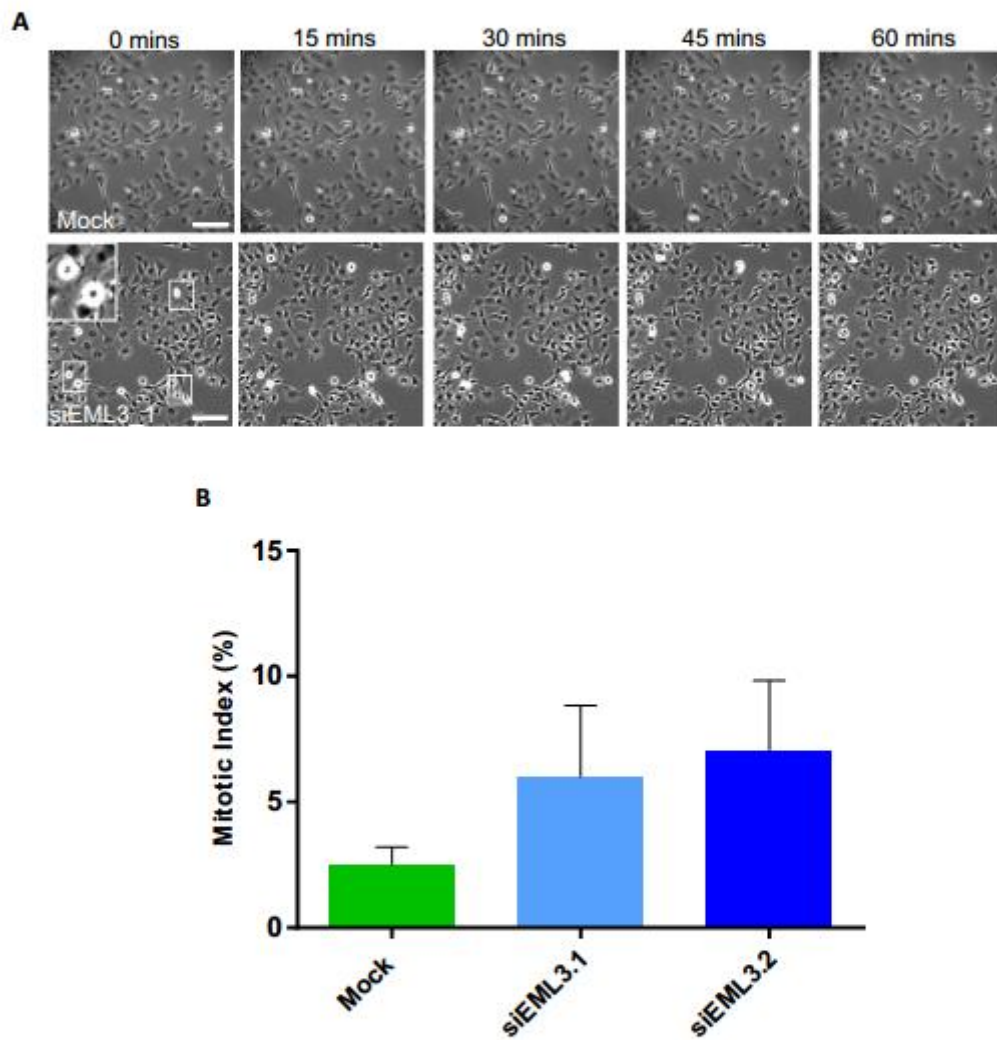 A
0 mins 15 mins 30 mins 45 mins 60 mins
Mock
siEML3_1
B
15
10
5
0
Mitotic Index (%)
Mock siEML3.1 siEML3.2